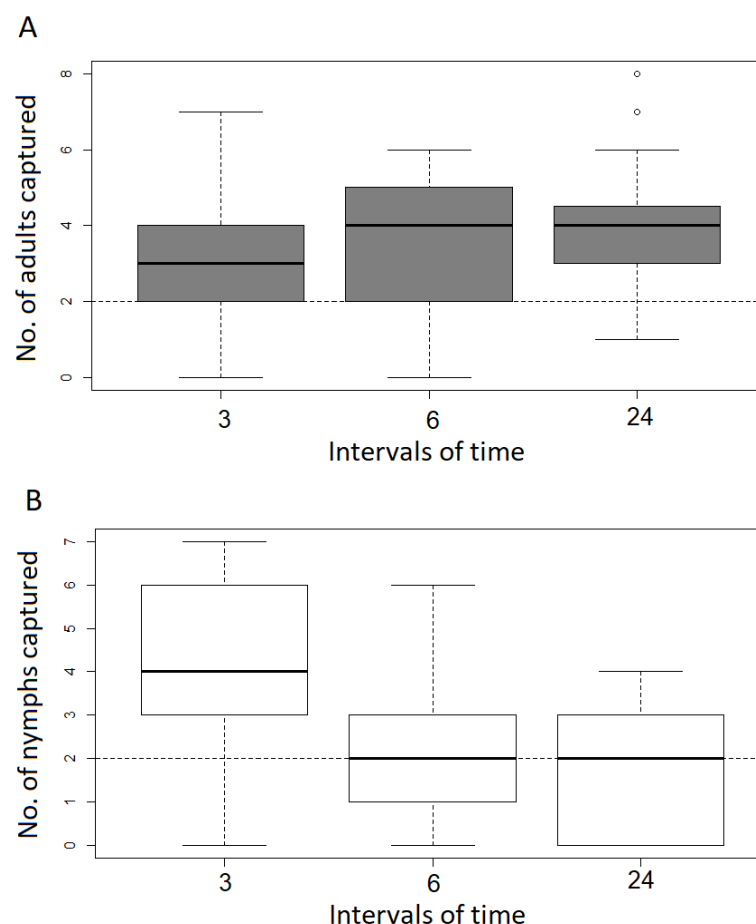 A
No. of adults captured
8
6
4
2
0
3 6 24
Intervals of time
B
No. of nymphs captured
7
6
5
4
3
2
1
0
3 6 24
Intervals of time